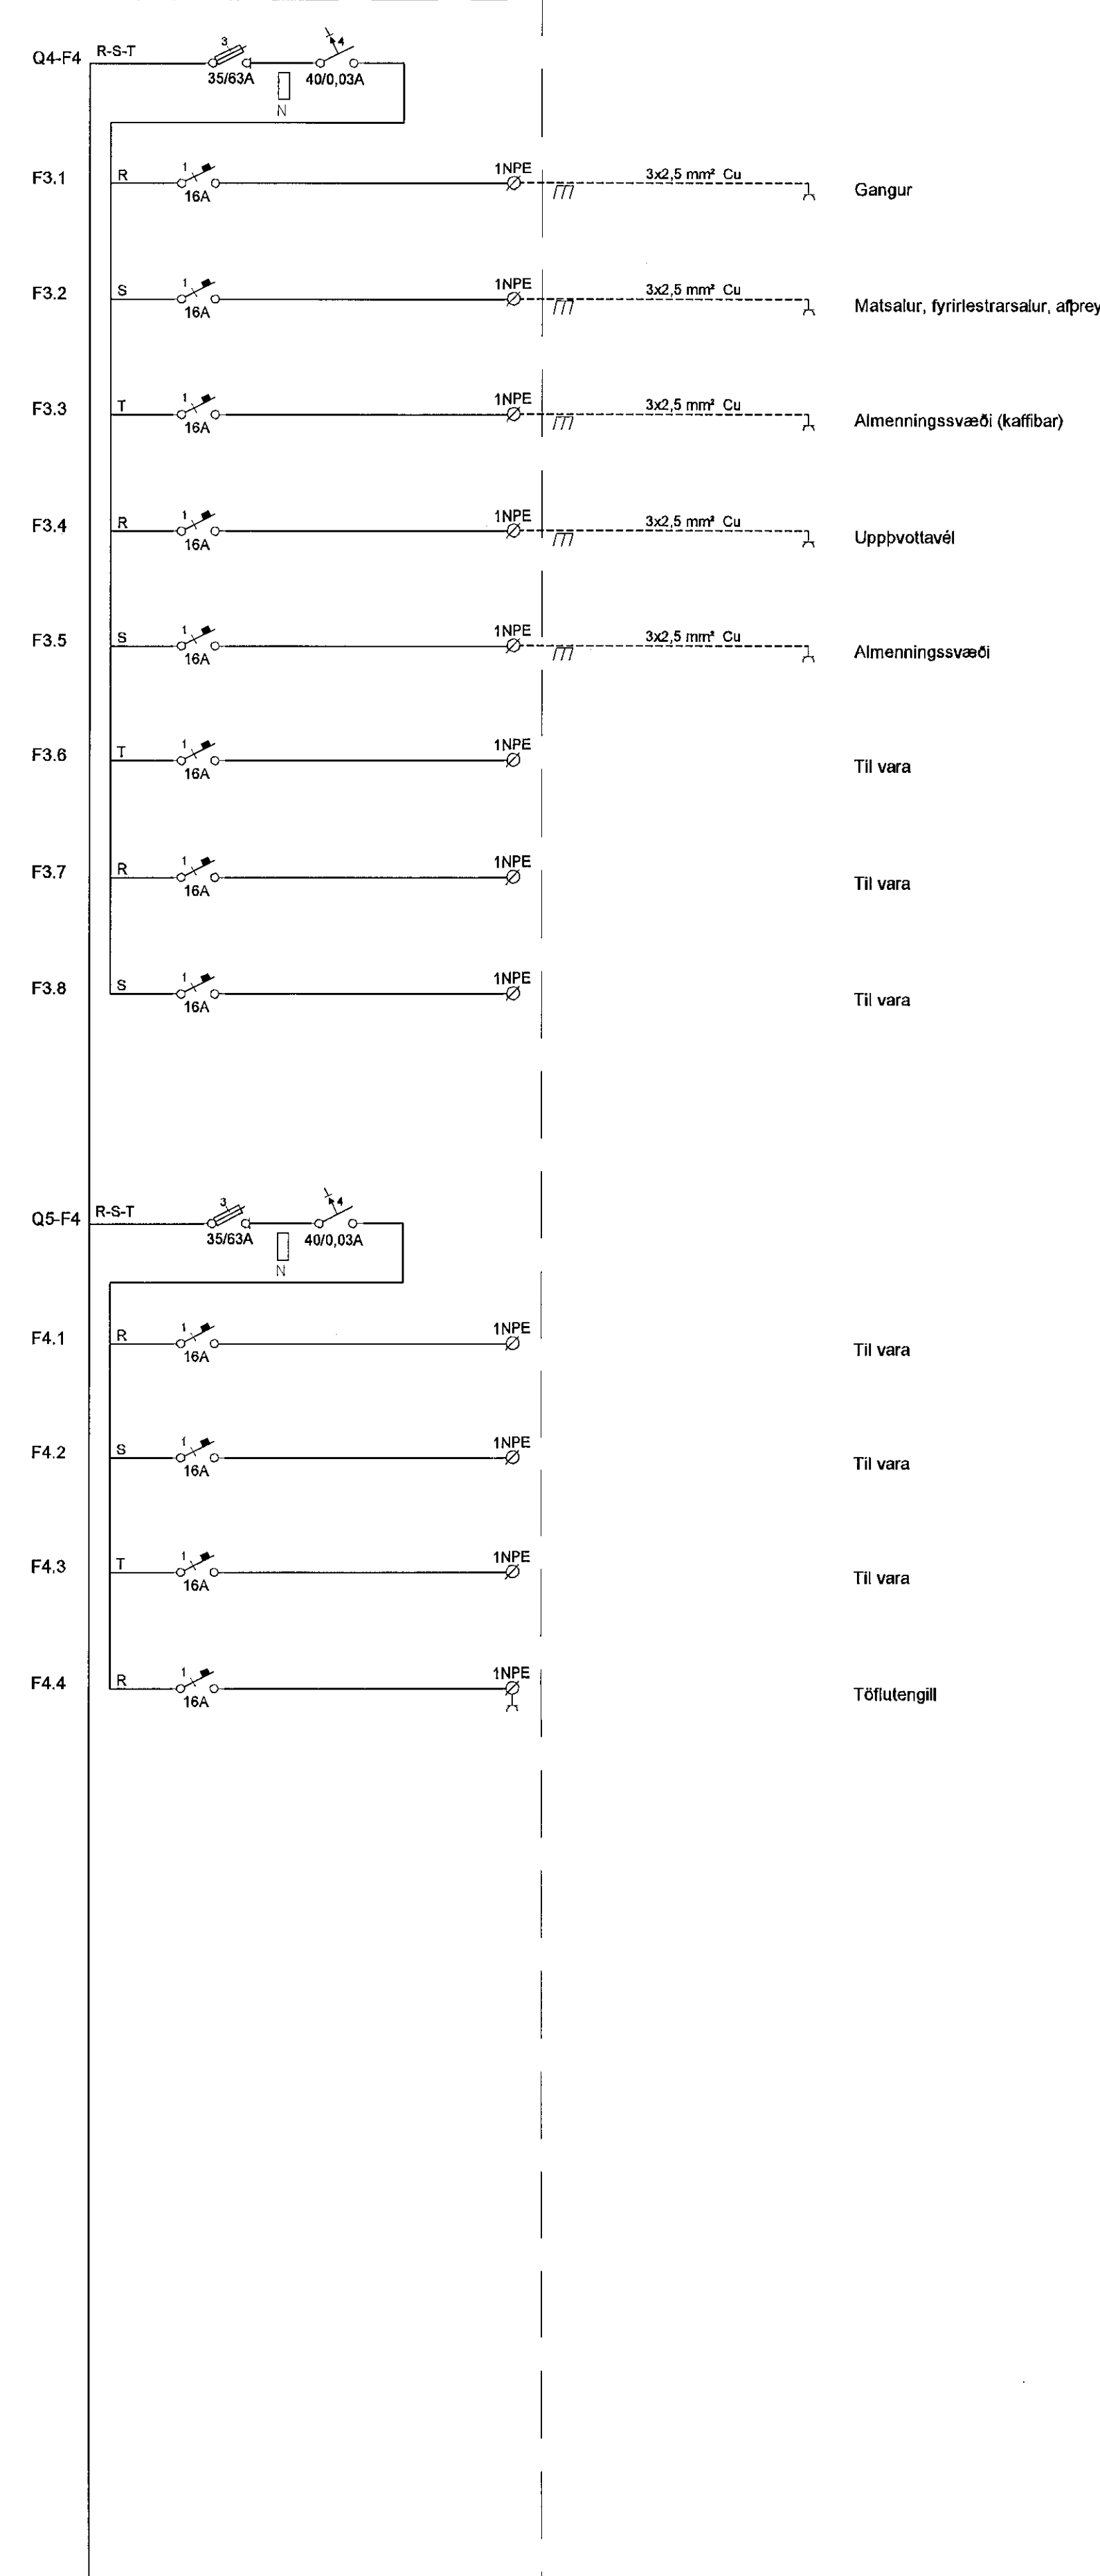 Q4-F4 R-S-T 3 4
35/63A 40/0,03A
N
F3.1 R 1 16A 1NPE 3x2,5 mm² Cu Gangur
F3.2 S 1 16A 1NPE 3x2,5 mm² Cu Matsalur, fyrirlestrarsalur, afþrey
F3.3 T 1 16A 1NPE 3x2,5 mm² Cu Almenningssvæði (kaffibar)
F3.4 R 1 16A 1NPE 3x2,5 mm² Cu Uppþvottavél
F3.5 S 1 16A 1NPE 3x2,5 mm² Cu Almenningssvæði
F3.6 T 1 16A 1NPE Til vara
F3.7 R 1 16A 1NPE Til vara
F3.8 S 1 16A 1NPE Til vara
Q5-F4 R-S-T 3 4
35/63A 40/0,03A
N
F4.1 R 1 16A 1NPE Til vara
F4.2 S 1 16A 1NPE Til vara
F4.3 T 1 16A 1NPE Til vara
F4.4 R 1 16A 1NPE Töflutengill